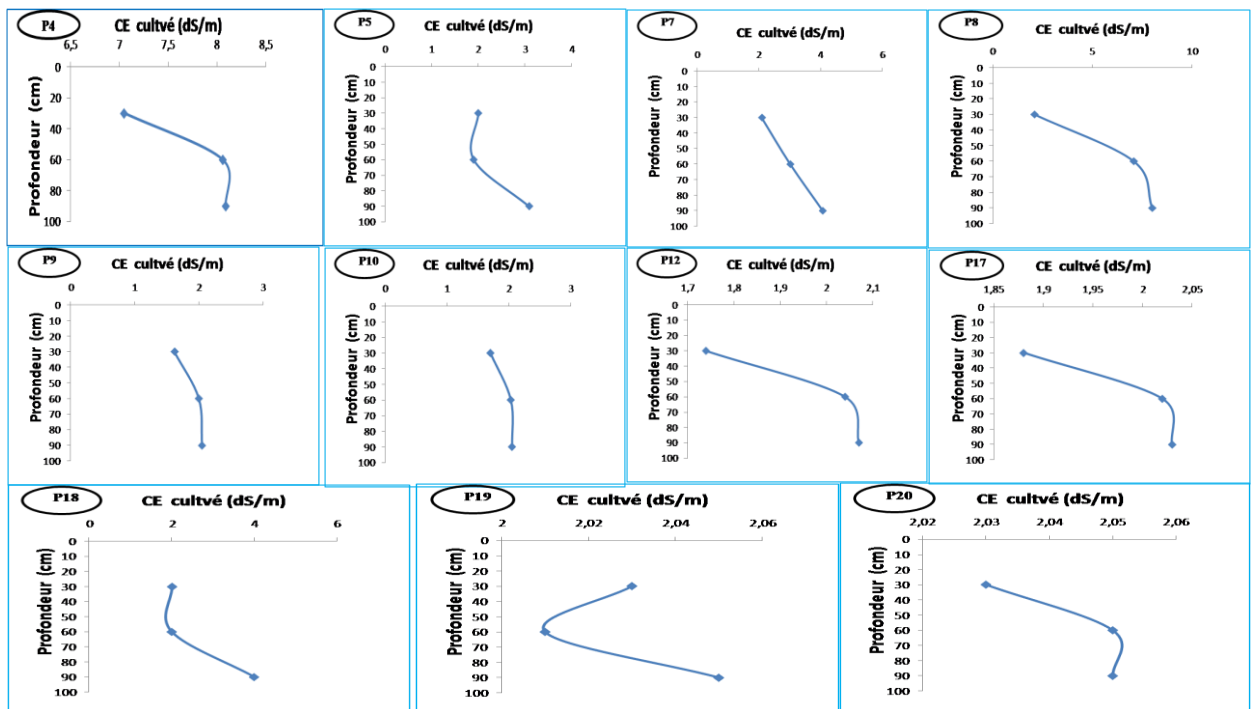 P4
CE cultvé (dS/m)
6,5 7 7,5 8 8,5
Profondeur (cm)
0
20
40
60
80
100
P5
CE cultvé (dS/m)
0 1 2 3 4
Profondeur (cm)
0
10
20
30
40
50
60
70
80
90
100
P7
CE cultvé (dS/m)
0 2 4 6
Profondeur (cm)
0
10
20
30
40
50
60
70
80
90
100
P8
CE cultvé (dS/m)
0 5 10
Profondeur (cm)
0
10
20
30
40
50
60
70
80
90
100
P9
CE cultvé (dS/m)
0 1 2 3
Profondeur (cm)
0
10
20
30
40
50
60
70
80
90
100
P10
CE cultvé (dS/m)
0 1 2 3
Profondeur (cm)
0
10
20
30
40
50
60
70
80
90
100
P12
CE cultvé (dS/m)
1,7 1,8 1,9 2 2,1
Profondeur (cm)
0
10
20
30
40
50
60
70
80
90
100
P17
CE cultvé (dS/m)
1,85 1,9 1,95 2 2,05
Profondeur (cm)
0
10
20
30
40
50
60
70
80
90
100
P18
CE cultvé (dS/m)
0 2 4 6
Profondeur (cm)
0
10
20
30
40
50
60
70
80
90
100
P19
CE cultvé (dS/m)
2 2,02 2,04 2,06
Profondeur (cm)
0
10
20
30
40
50
60
70
80
90
100
P20
CE cultvé (dS/m)
2,02 2,03 2,04 2,05 2,06
Profondeur (cm)
0
10
20
30
40
50
60
70
80
90
100